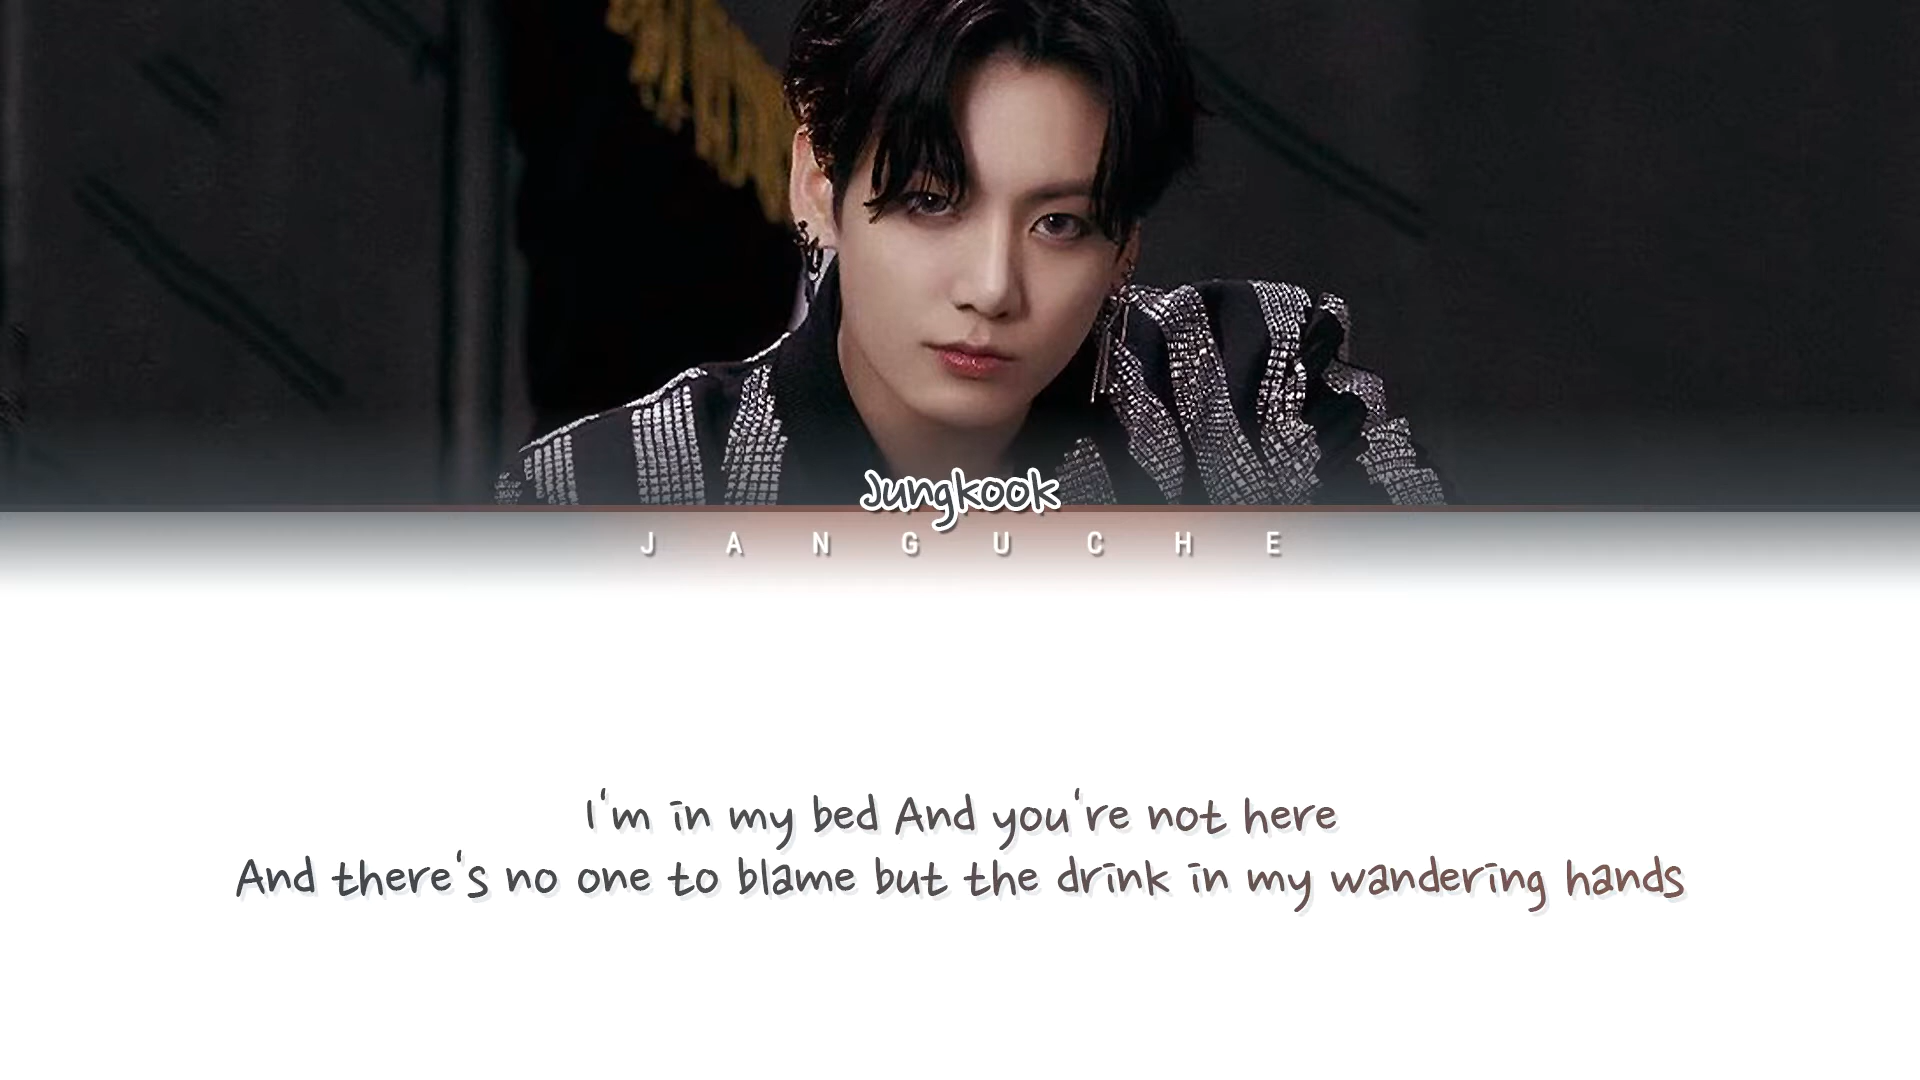 Jungkook
JANGUCHE
I'm in my bed And you're not here
And there's no one to blame but the drink in my wandering hands